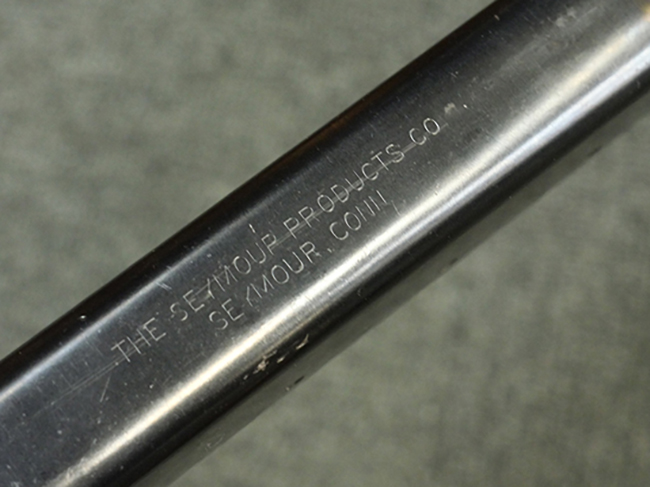 THE SEYMOUR PRODUCTS CO.
SEYMOUR, CONN.